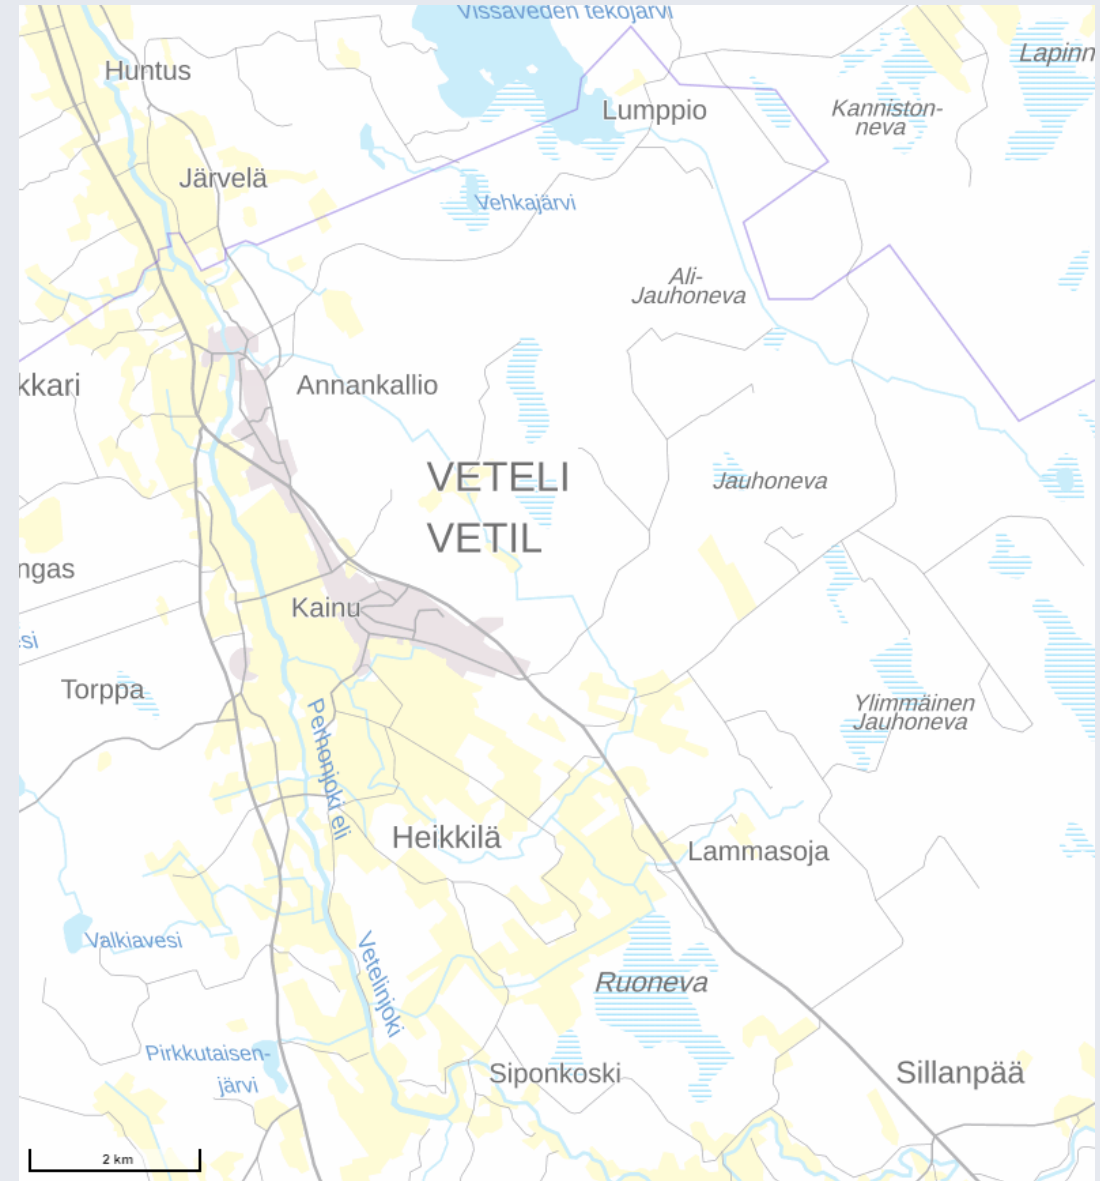 Vissaveden tekojärvi
Lapinn
Huntus
Lumppio
Kanniston-
neva
Järvelä
Vehkajärvi
Ali-
Jauhoneva
kkari
Annankallio
VETELI
VETIL
Jauhoneva
ngas
Kainu
si
Torppa
Ylimmäinen
Jauhoneva
Perhonjoki eli
Heikkilä
Lammasoja
Valkiavesi
Vetelinjoki
Ruoneva
Pirkkutaisen-
järvi
Siponkoski
Sillanpää
2 km